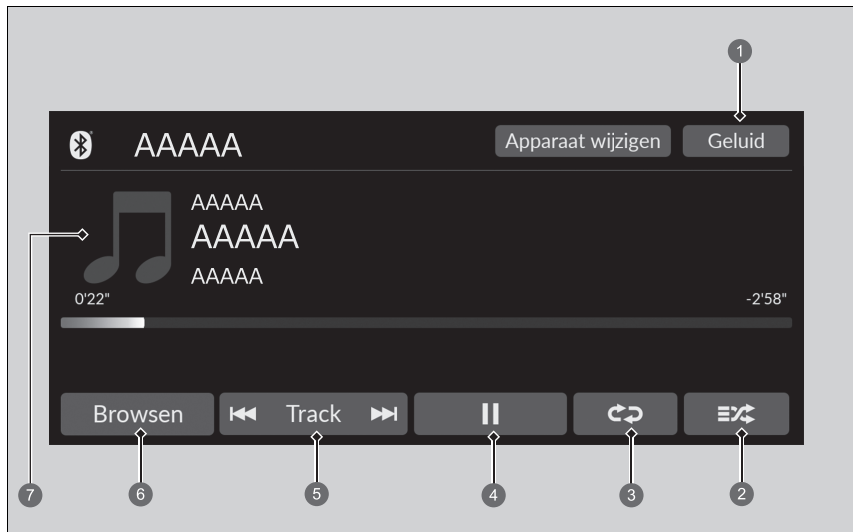 1
AAAAA Apparaat wijzigen Geluid
AAAAA
AAAAA
AAAAA
7
0'22" -2'58"
Browsen Track
6 5 4 3 2